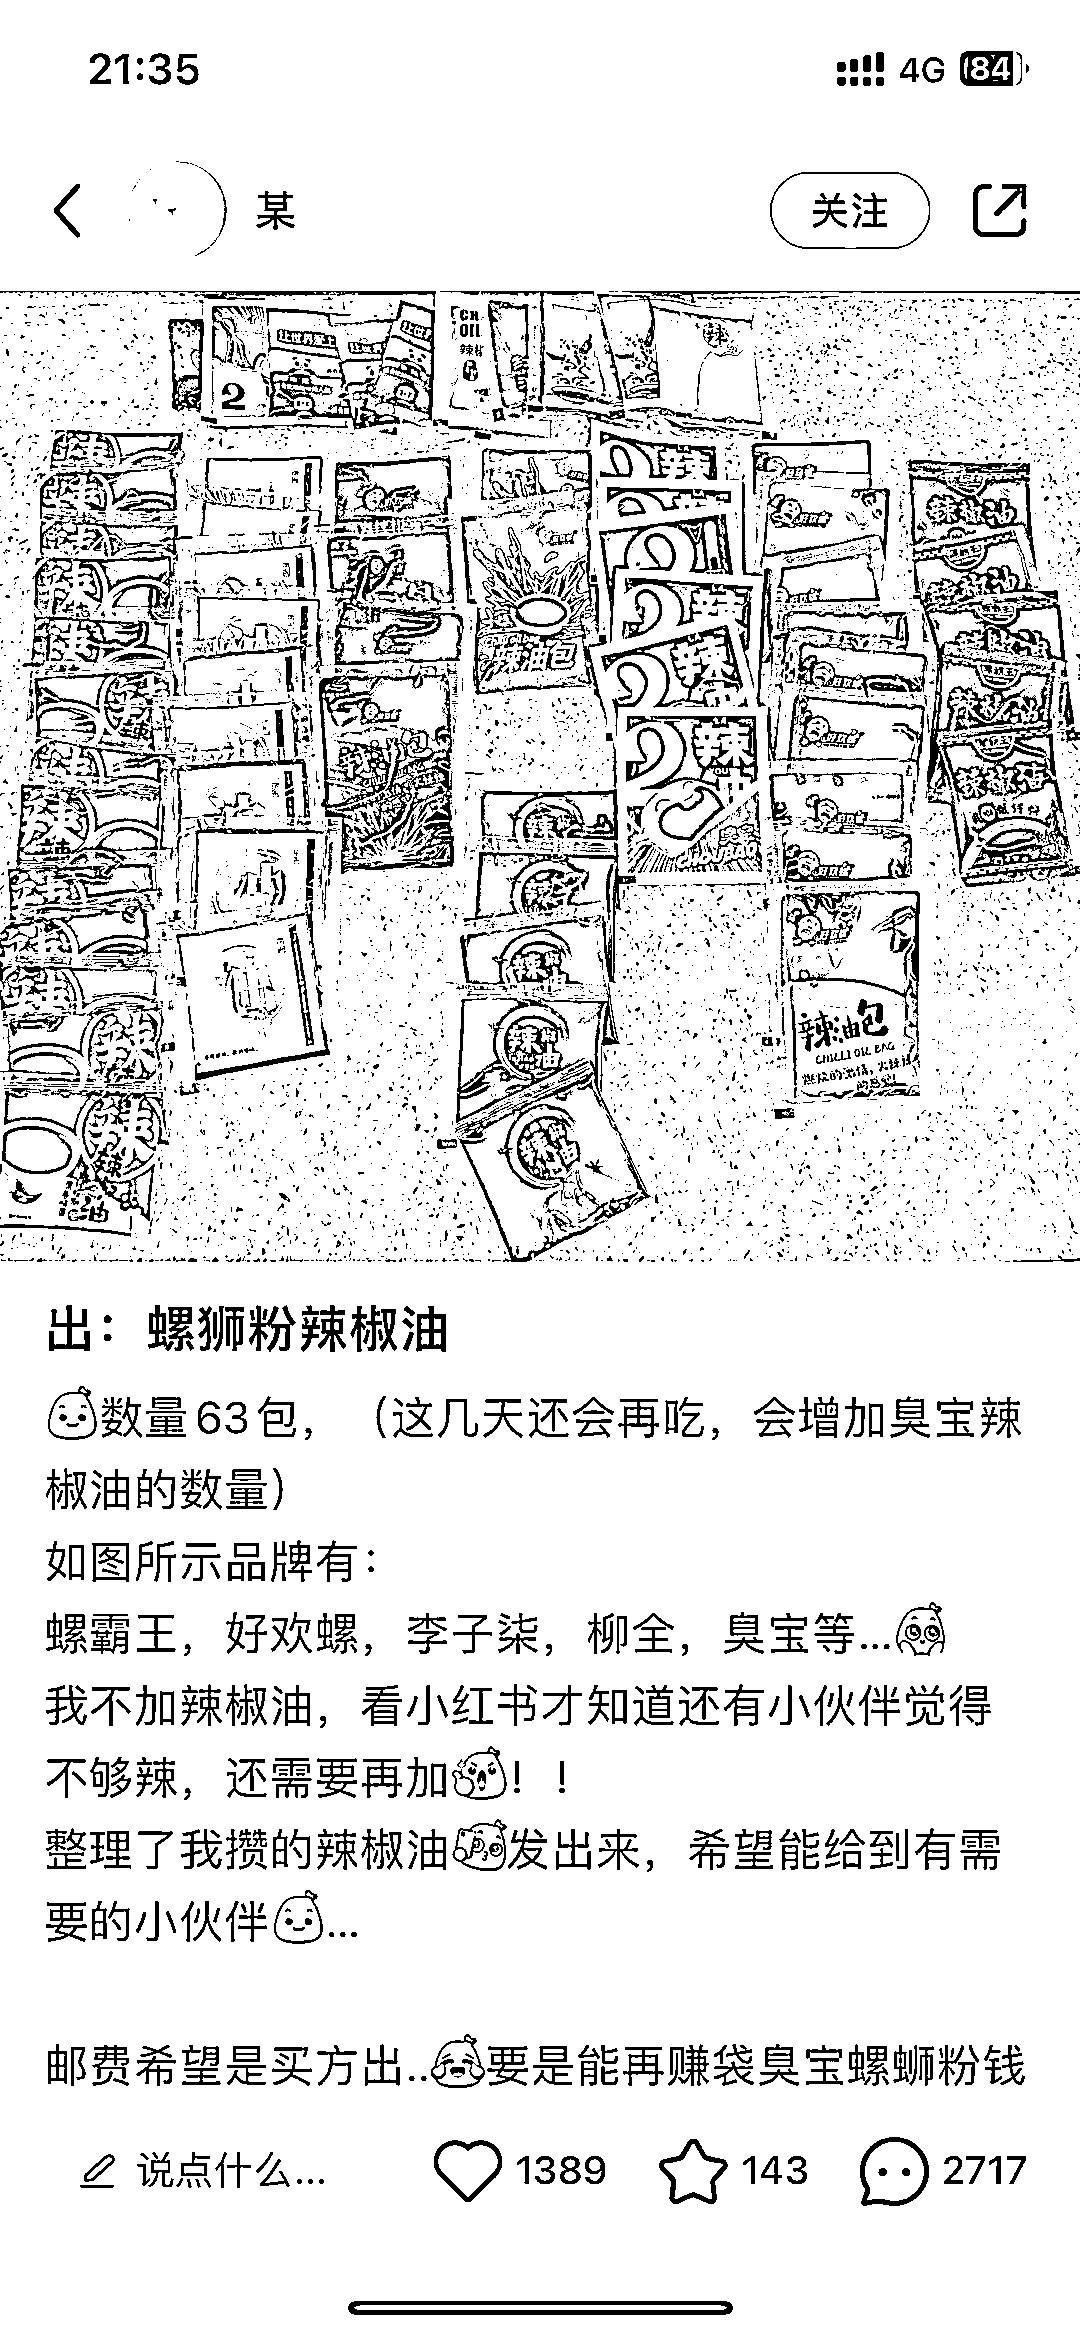 21:35
4G 84
某
关注
CH
OIL
2
辣油包
辣
辣椒油
辣油包
CHILLI OIL BAG
出：螺狮粉辣椒油
数量63包，（这几天还会再吃，会增加臭宝辣
椒油的数量）
如图所示品牌有：
螺霸王，好欢螺，李子柒，柳全，臭宝等...
我不加辣椒油，看小红书才知道还有小伙伴觉得
不够辣，还需要再加！！
整理了我攒的辣椒油发出来，希望能给到有需
要的小伙伴...
邮费希望是买方出..要是能再赚袋臭宝螺蛳粉钱
说点什么...
1389
143
2717